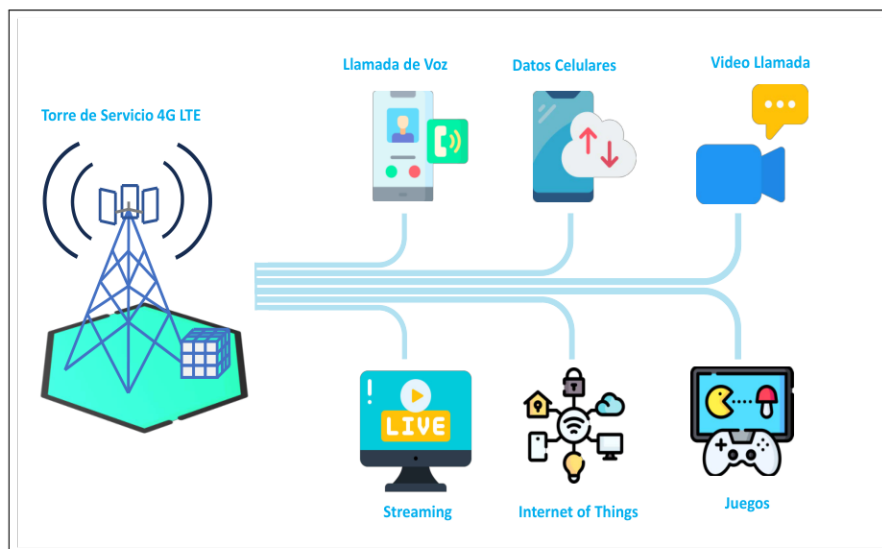 Llamada de Voz
Datos Celulares
Video Llamada
Torre de Servicio 4G LTE
LIVE
Streaming
Internet of Things
Juegos